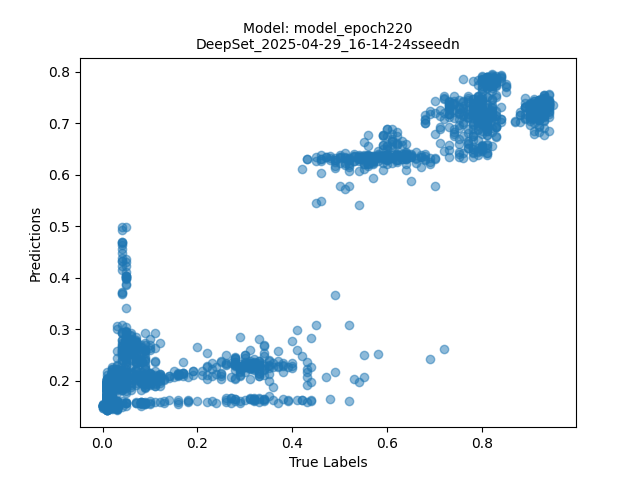 Model: model_epoch220
DeepSet_2025-04-29_16-14-24sseedn
0.8
0.7
0.6
0.5
0.4
0.3
0.2
Predictions
0.0 0.2 0.4 0.6 0.8
True Labels